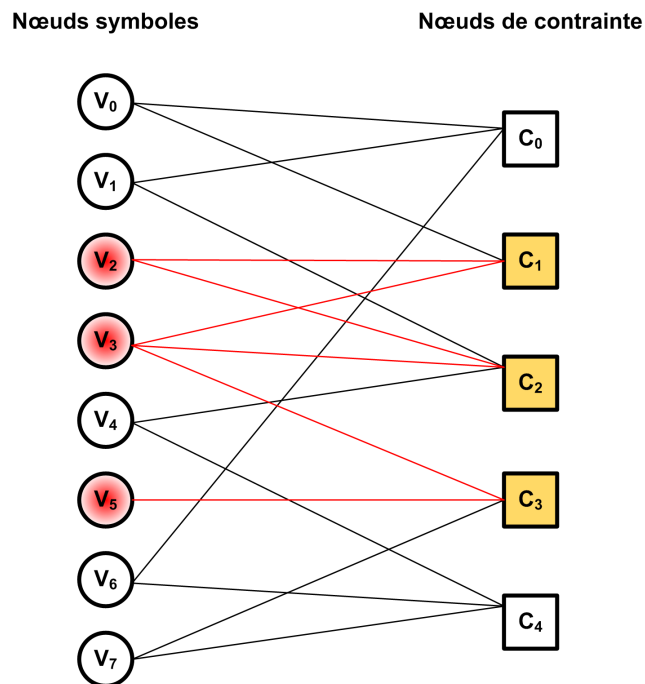 Nœuds symboles
Nœuds de contrainte
V₀
C₀
V₁
V₂
C₁
V₃
C₂
V₄
V₅
C₃
V₆
C₄
V₇